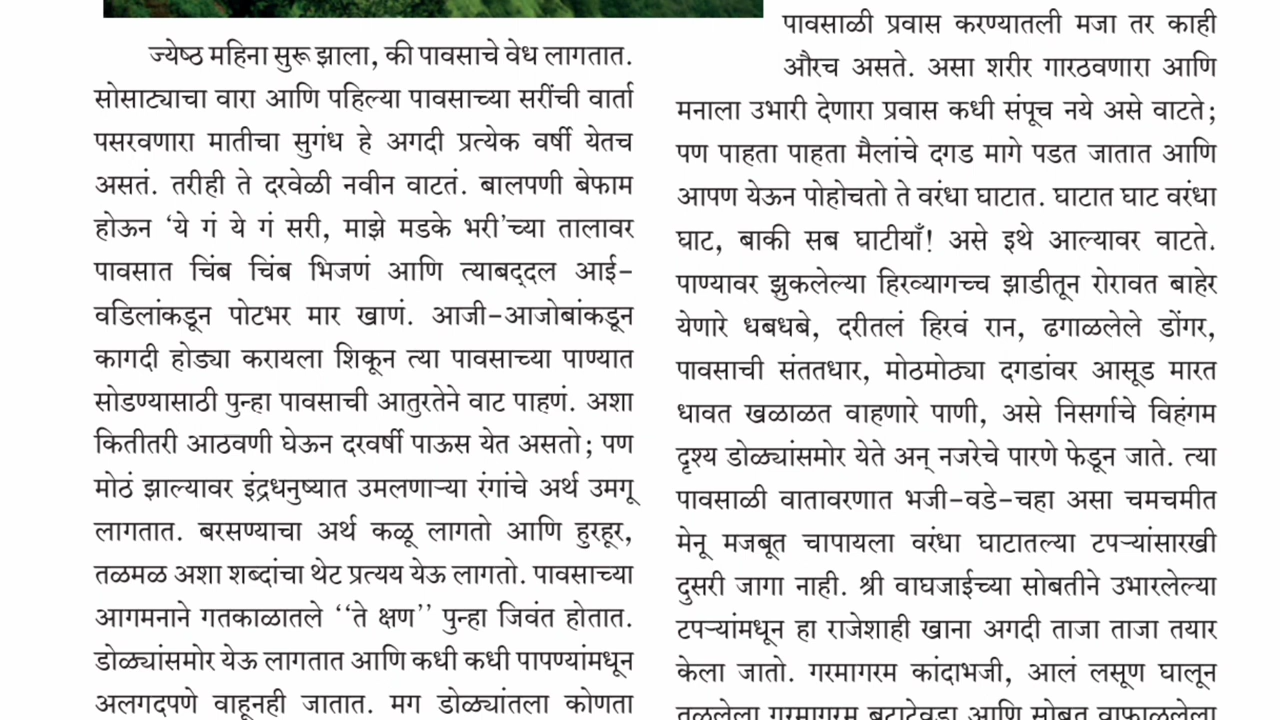 ज्येष्ठ महिना सुरू झाला, की पावसाचे वेध लागतात.
सोसाट्याचा वारा आणि पहिल्या पावसाच्या सरींची वार्ता
पसरवणारा मातीचा सुगंध हे अगदी प्रत्येक वर्षी येतच
असतं. तरीही ते दरवेळी नवीन वाटतं. बालपणी बेफाम
होऊन ‘ये गं ये गं सरी, माझे मडके भरी’च्या तालावर
पावसात चिंब चिंब भिजणं आणि त्याबद्दल आई-
वडिलांकडून पोटभर मार खाणं. आजी-आजोबांकडून
कागदी होड्या करायला शिकून त्या पावसाच्या पाण्यात
सोडण्यासाठी पुन्हा पावसाची आतुरतेने वाट पाहणं. अशा
कितीतरी आठवणी घेऊन दरवर्षी पाऊस येत असतो; पण
मोठं झाल्यावर इंद्रधनुष्यात उमलणाऱ्या रंगांचे अर्थ उमगू
लागतात. बरसण्याचा अर्थ कळू लागतो आणि हुरहूर,
तळमळ अशा शब्दांचा थेट प्रत्यय येऊ लागतो. पावसाच्या
आगमनाने गतकाळातले ‘‘ते क्षण’’ पुन्हा जिवंत होतात.
डोळ्यांसमोर येऊ लागतात आणि कधी कधी पापण्यांमधून
अलगदपणे वाहूनही जातात. मग डोळ्यांतला कोणता
पावसाळी प्रवास करण्यातली मजा तर काही
औरच असते. असा शरीर गारठवणारा आणि
मनाला उभारी देणारा प्रवास कधी संपूच नये असे वाटते;
पण पाहता पाहता मैलांचे दगड मागे पडत जातात आणि
आपण येऊन पोहोचतो ते वरंधा घाटात. घाटात घाट वरंधा
घाट, बाकी सब घाटीयाँ! असे इथे आल्यावर वाटते.
पाण्यावर झुकलेल्या हिरव्यागच्च झाडीतून रोरावत बाहेर
येणारे धबधबे, दरीतलं हिरवं रान, ढगाळलेले डोंगर,
पावसाची संततधार, मोठमोठ्या दगडांवर आसूड मारत
धावत खळाळत वाहणारे पाणी, असे निसर्गाचे विहंगम
दृश्य डोळ्यांसमोर येते अन् नजरेचे पारणे फेडून जाते. त्या
पावसाळी वातावरणात भजी-वडे-चहा असा चमचमीत
मेनू मजबूत चापायला वरंधा घाटातल्या टपऱ्यांसारखी
दुसरी जागा नाही. श्री वाघजाईच्या सोबतीने उभारलेल्या
टपऱ्यांमधून हा राजेशाही खाना अगदी ताजा ताजा तयार
केला जातो. गरमागरम कांदाभजी, आलं लसूण घालून
तळलेला गरमागरम बटाटेवडा आणि सोबत वाफाळलेला